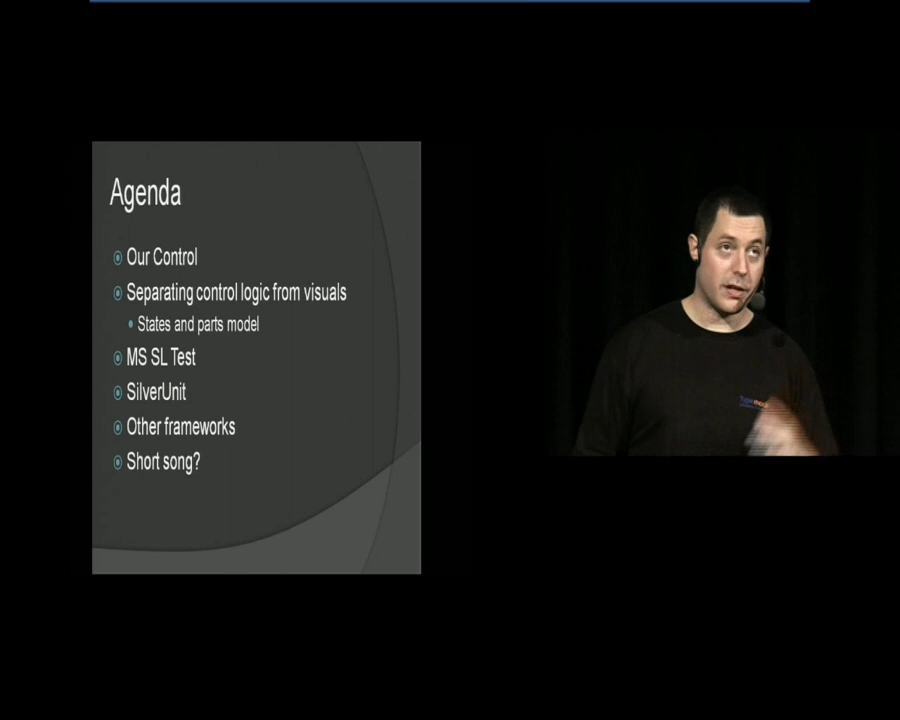 Agenda
Our Control
Separating control logic from visuals
States and parts model
MS SL Test
SilverUnit
Other frameworks
Short song?